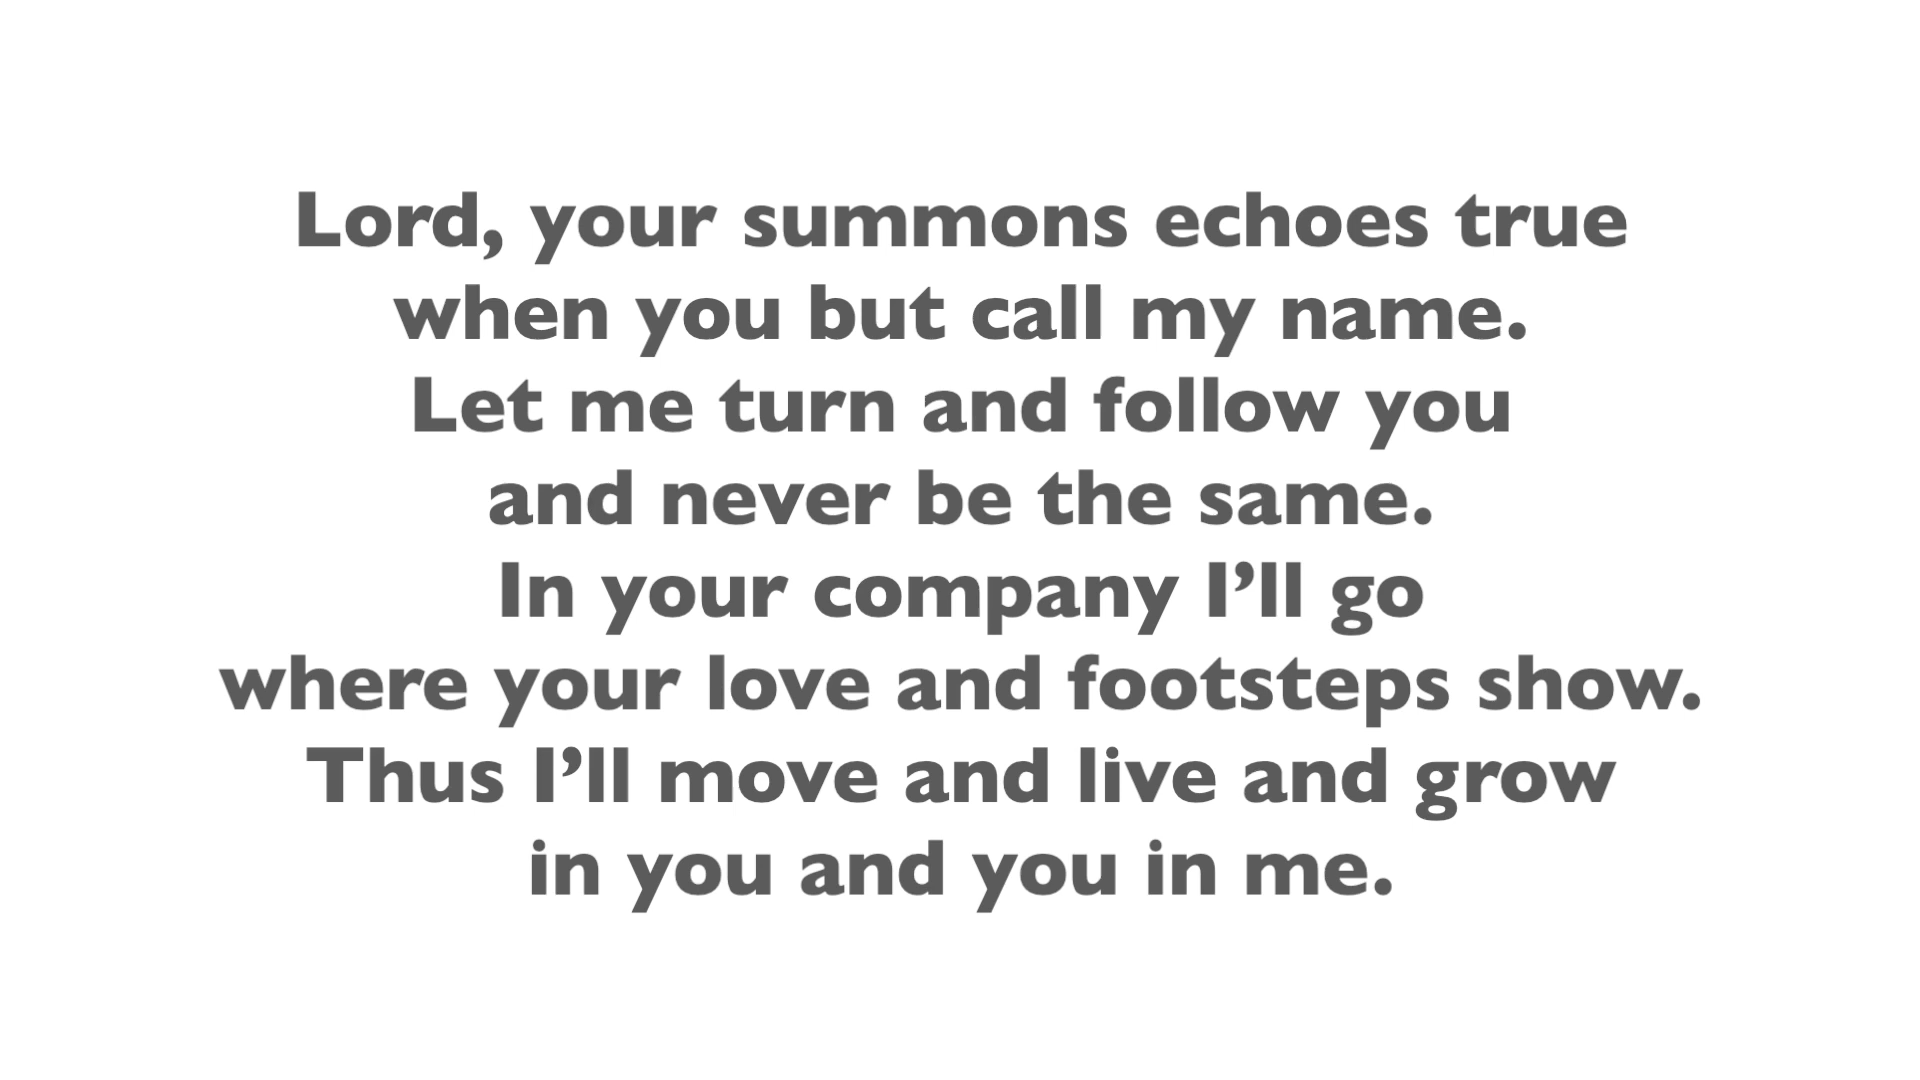 Lord, your summons echoes true
when you but call my name.
Let me turn and follow you
and never be the same.
In your company I’ll go
where your love and footsteps show.
Thus I’ll move and live and grow
in you and you in me.